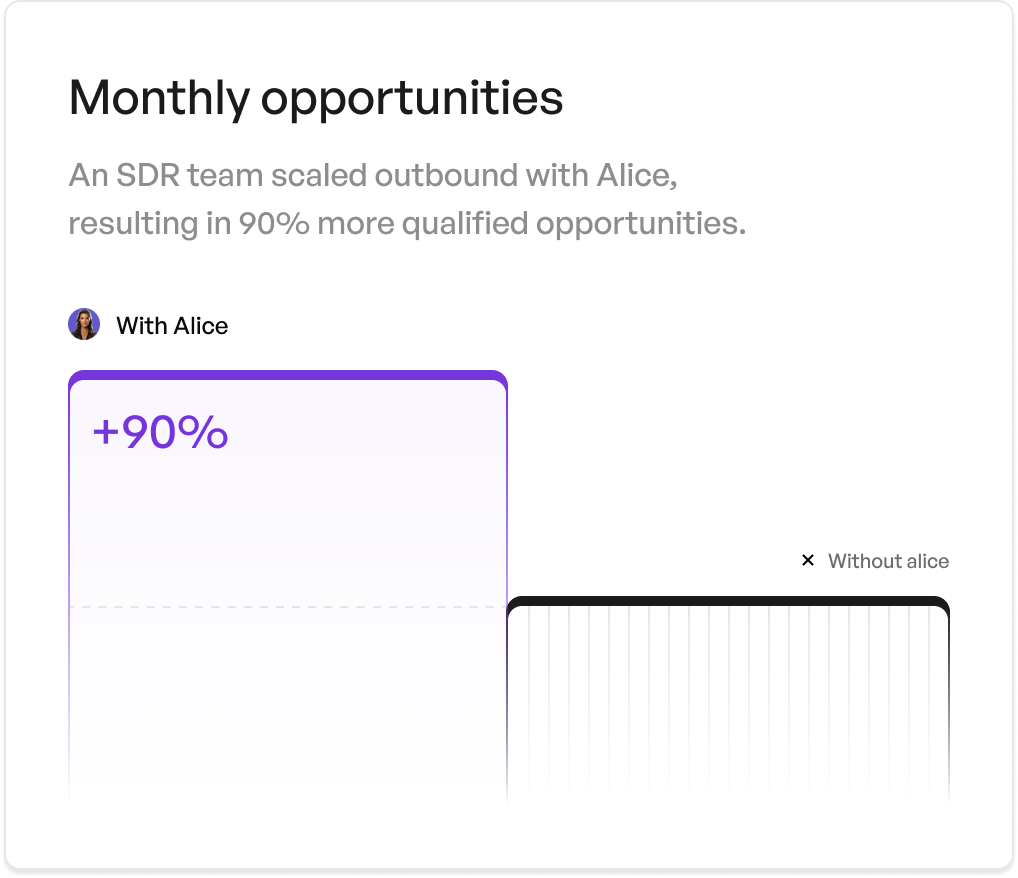 Monthly opportunities
An SDR team scaled outbound with Alice,
resulting in 90% more qualified opportunities.
With Alice
+90%
Without alice